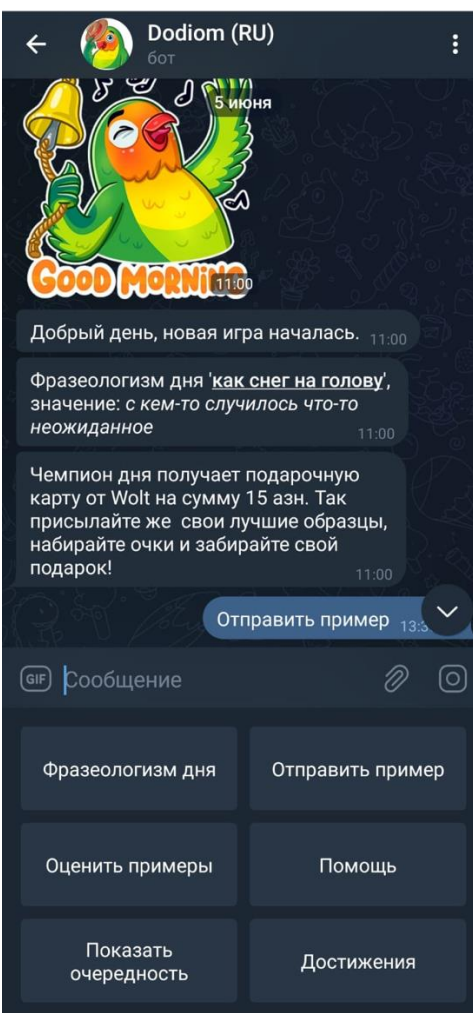 Dodiom (RU)
бот
5 июня
GOOD MORNING
11:00
Добрый день, новая игра началась. 11:00
Фразеологизм дня 'как снег на голову',
значение: с кем-то случилось что-то
неожиданное
11:00
Чемпион дня получает подарочную
карту от Wolt на сумму 15 азн. Так
присылайте же свои лучшие образцы,
набирайте очки и забирайте свой
подарок!
11:00
Отправить пример
GIF Сообщение
Фразеологизм дня
Отправить пример
Оценить примеры
Помощь
Показать
очередность
Достижения